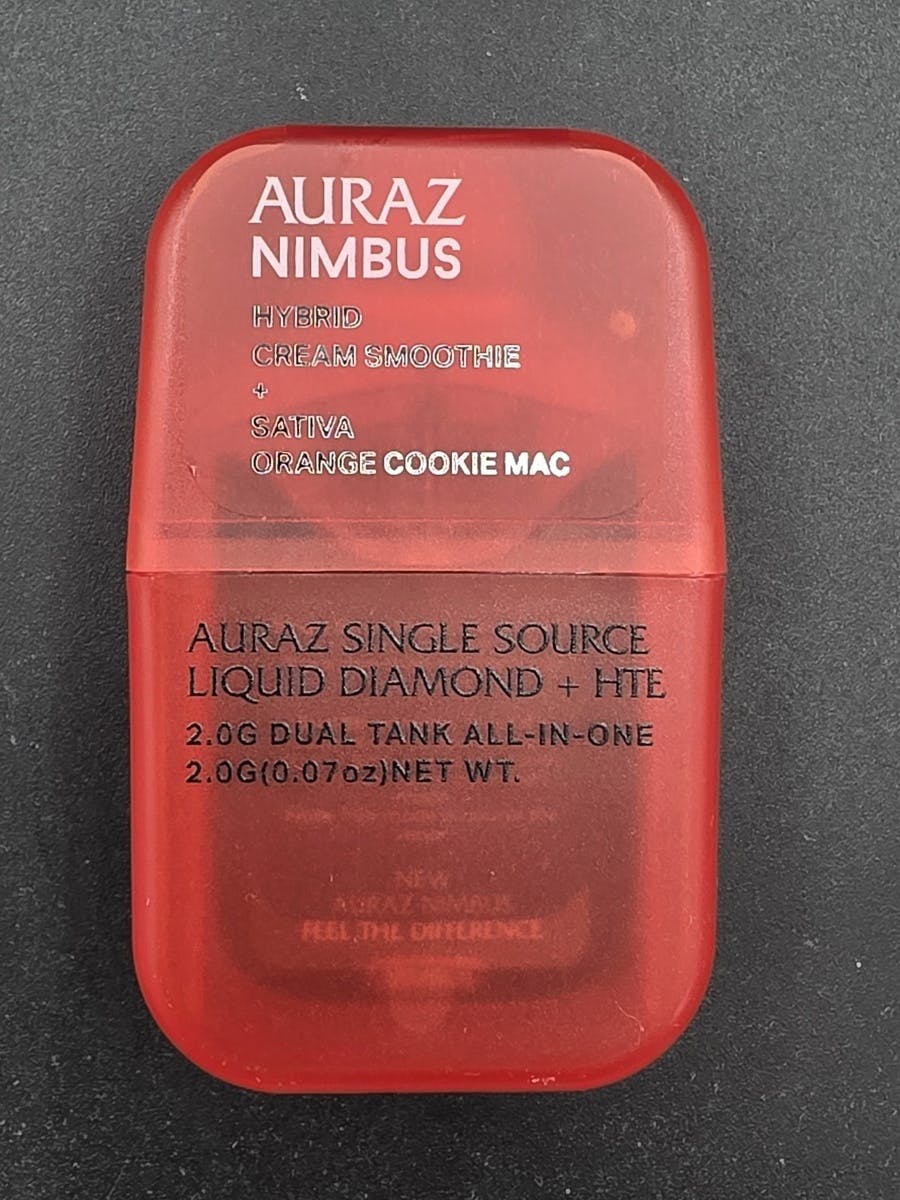 AURAZ
NIMBUS
HYBRID
CREAM SMOOTHIE
+
SATIVA
ORANGE COOKIE MAC
AURAZ SINGLE SOURCE
LIQUID DIAMOND + HTE
2.0G DUAL TANK ALL-IN-ONE
2.0G(0.07oz)NET WT.
NEW
AURAZ NIMBUS
FEEL THE DIFFERENCE